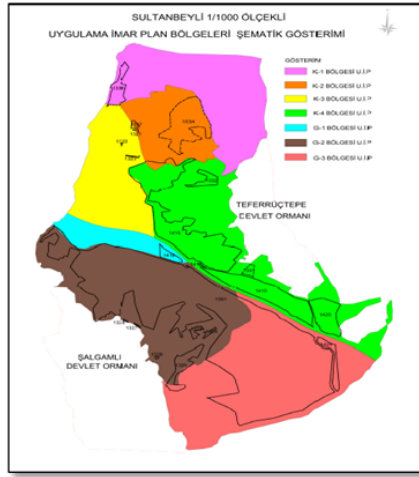 SULTANBEYLİ 1/1000 ÖLÇEKLİ
UYGULAMA İMAR PLAN BÖLGELERİ ŞEMATİK GÖSTERİMİ
GÖSTERİM
K-1 BÖLGESİ U.İ.P
K-2 BÖLGESİ U.İ.P
K-3 BÖLGESİ U.İ.P
K-4 BÖLGESİ U.İ.P
G-1 BÖLGESİ U.İ.P
G-2 BÖLGESİ U.İ.P
G-3 BÖLGESİ U.İ.P
TEFERRÜÇTEPE
DEVLET ORMANI
ŞALGAMLI
DEVLET ORMANI